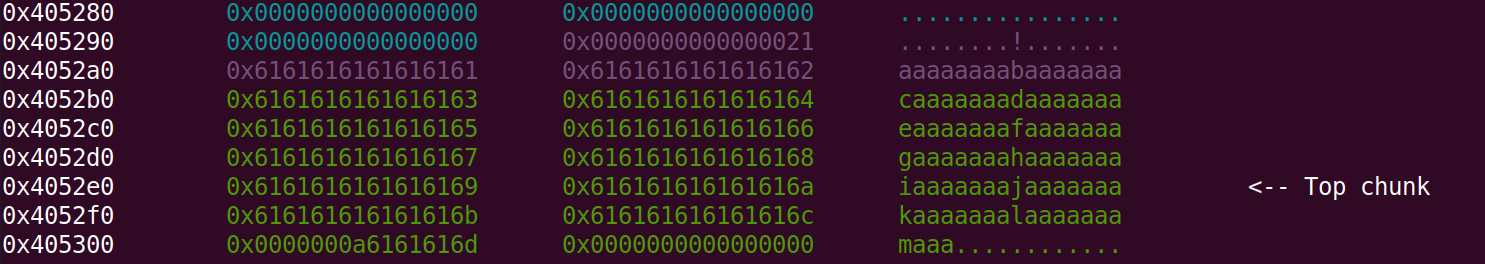 0x405280 0x0000000000000000 0x0000000000000000 ................
0x405290 0x0000000000000000 0x0000000000000021 ........!.......
0x4052a0 0x6161616161616161 0x6161616161616162 aaaaaaaabaaaaaaa
0x4052b0 0x6161616161616163 0x6161616161616164 caaaaaaadaaaaaaa
0x4052c0 0x6161616161616165 0x6161616161616166 eaaaaaaafaaaaaaa
0x4052d0 0x6161616161616167 0x6161616161616168 gaaaaaaahaaaaaaa
0x4052e0 0x6161616161616169 0x616161616161616a iaaaaaaajaaaaaaa <-- Top chunk
0x4052f0 0x616161616161616b 0x616161616161616c kaaaaaaalaaaaaaa
0x405300 0x0000000a6161616d 0x0000000000000000 maaa............